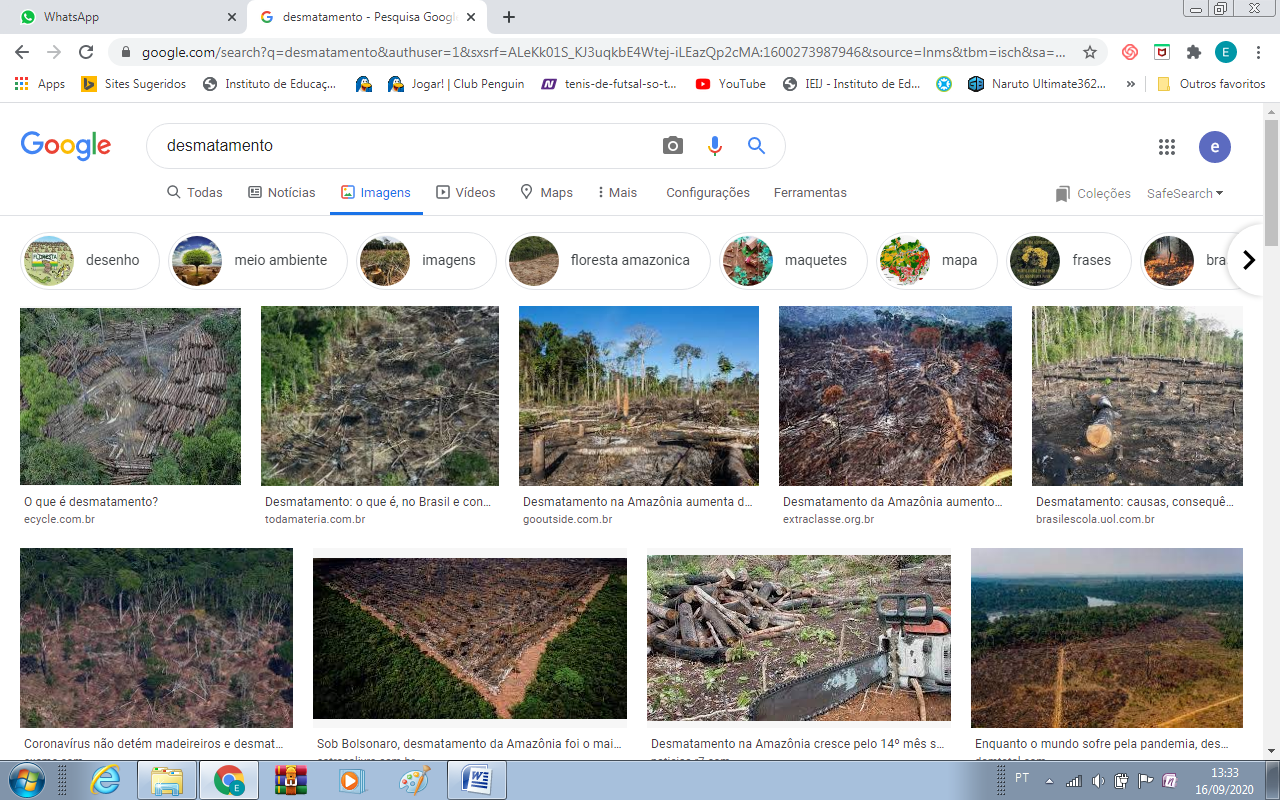 WhatsApp
desmatamento - Pesquisa Googl
google.com/search?q=desmatamento&authuser=1&sxsrf=ALeKk01S_KJ3uqkbE4Wtej-iLEazQp2cMA:1600273987946&source=lnms&tbm=isch&sa=...
E
Apps
Sites Sugeridos
Instituto de Educaç...
Jogar! | Club Penguin
tenis-de-futsal-so-t...
YouTube
IEIJ - Instituto de Ed...
Naruto Ultimate362...
»
Outros favoritos
Google
desmatamento
e
Todas
Notícias
Imagens
Vídeos
Maps
Mais
Configurações
Ferramentas
Coleções
SafeSearch
desenho
meio ambiente
imagens
floresta amazonica
maquetes
mapa
frases
bra
O que é desmatamento?
ecycle.com.br
Desmatamento: o que é, no Brasil e con...
todamateria.com.br
Desmatamento na Amazônia aumenta d...
gooutside.com.br
Desmatamento da Amazônia aumento...
extraclasse.org.br
Desmatamento: causas, consequê...
brasilescola.uol.com.br
Coronavírus não detém madeireiros e desmat...
Sob Bolsonaro, desmatamento da Amazônia foi o mai...
Desmatamento na Amazônia cresce pelo 14º mês s...
Enquanto o mundo sofre pela pandemia, des...
PT
13:33
16/09/2020